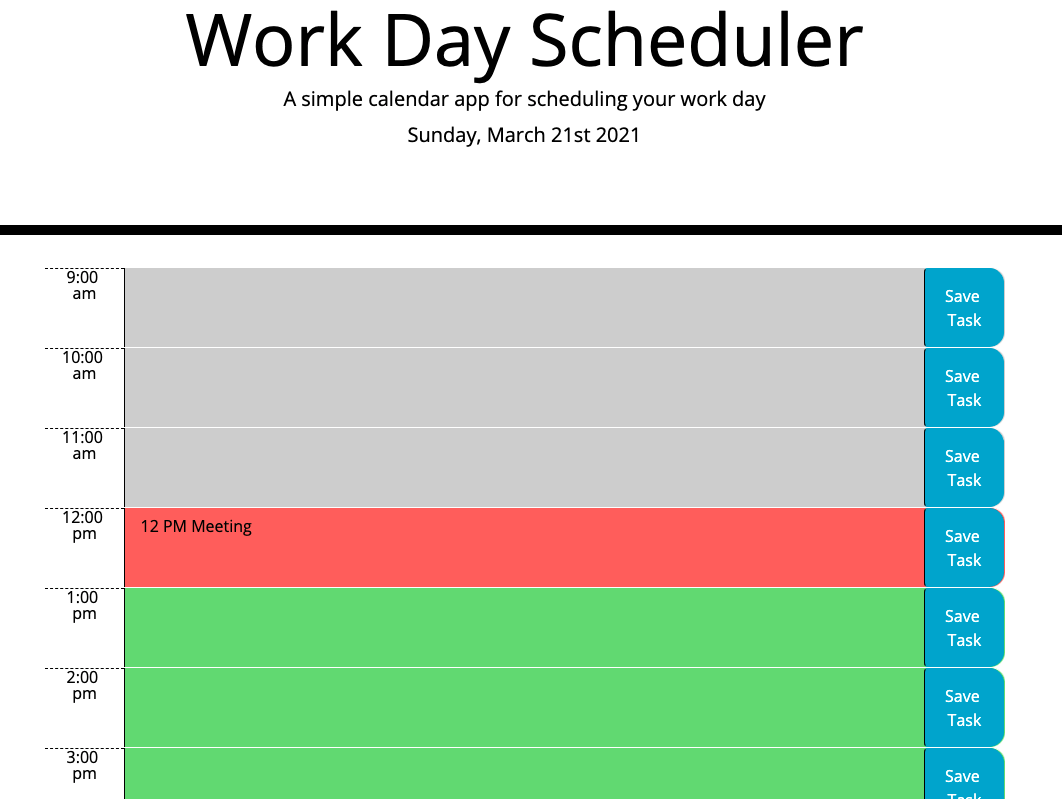 Work Day Scheduler
A simple calendar app for scheduling your work day
Sunday, March 21st 2021
9:00
am
Save
Task
10:00
am
Save
Task
11:00
am
Save
Task
12:00
pm
12 PM Meeting
Save
Task
1:00
pm
Save
Task
2:00
pm
Save
Task
3:00
pm
Save
Task